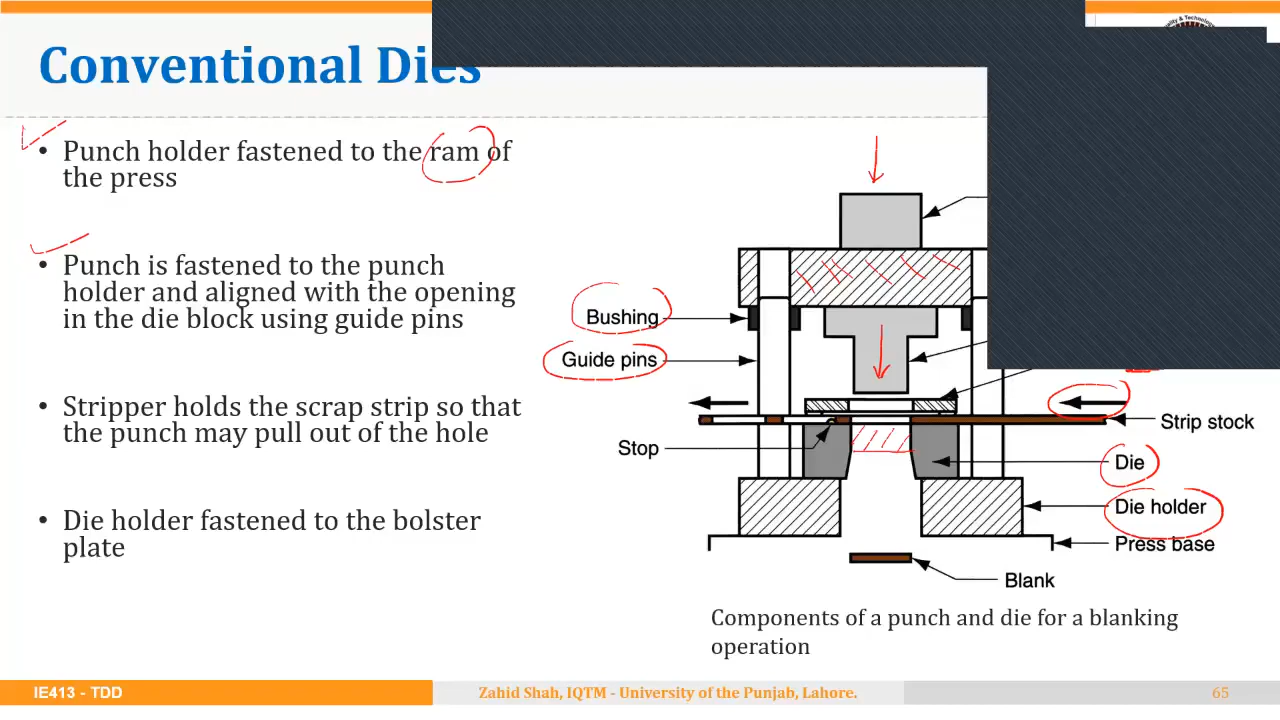 Conventional Dies
• Punch holder fastened to the ram of
the press
• Punch is fastened to the punch
holder and aligned with the opening
in the die block using guide pins
• Stripper holds the scrap strip so that
the punch may pull out of the hole
• Die holder fastened to the bolster
plate
Bushing
Guide pins
Stop
Strip stock
Die
Die holder
Press base
Blank
Components of a punch and die for a blanking
operation
IE413 - TDD
Zahid Shah, IQTM - University of the Punjab, Lahore.
65